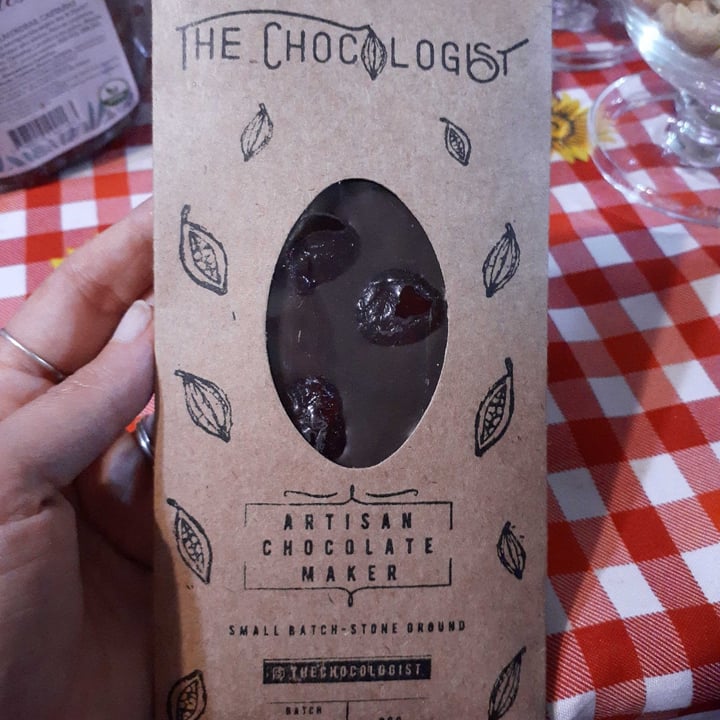 THE CHOCOLOGIST
ARTISAN
CHOCOLATE
MAKER
SMALL BATCH-STONE GROUND
@THECHOCOLOGIST
BATCH